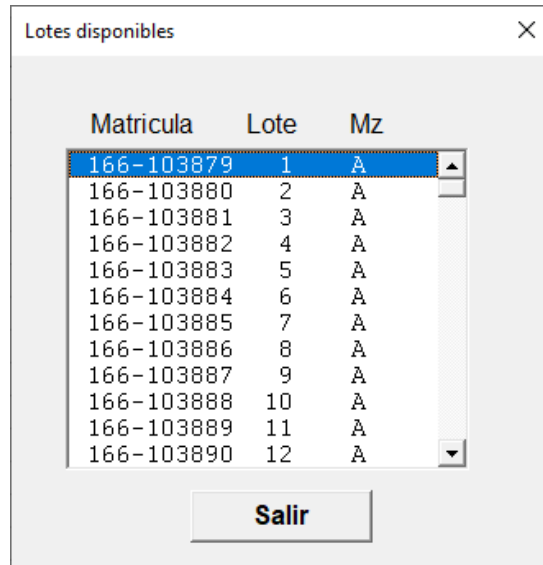 Lotes disponibles
Matricula Lote Mz
166-103879 1 A
166-103880 2 A
166-103881 3 A
166-103882 4 A
166-103883 5 A
166-103884 6 A
166-103885 7 A
166-103886 8 A
166-103887 9 A
166-103888 10 A
166-103889 11 A
166-103890 12 A
Salir